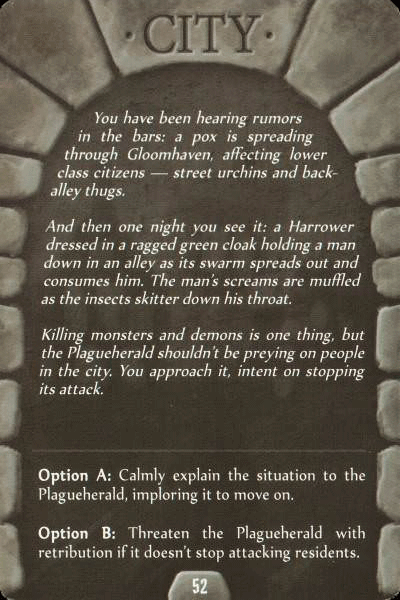 · CITY ·
You have been hearing rumors
in the bars: a pox is spreading
through Gloomhaven, affecting lower
class citizens — street urchins and back-
alley thugs.
And then one night you see it: a Harrower
dressed in a ragged green cloak holding a man
down in an alley as its swarm spreads out and
consumes him. The man's screams are muffled
as the insects skitter down his throat.
Killing monsters and demons is one thing, but
the Plagueherald shouldn't be preying on people
in the city. You approach it, intent on stopping
its attack.
Option A: Calmly explain the situation to the
Plagueherald, imploring it to move on.
Option B: Threaten the Plagueherald with
retribution if it doesn't stop attacking residents.
52